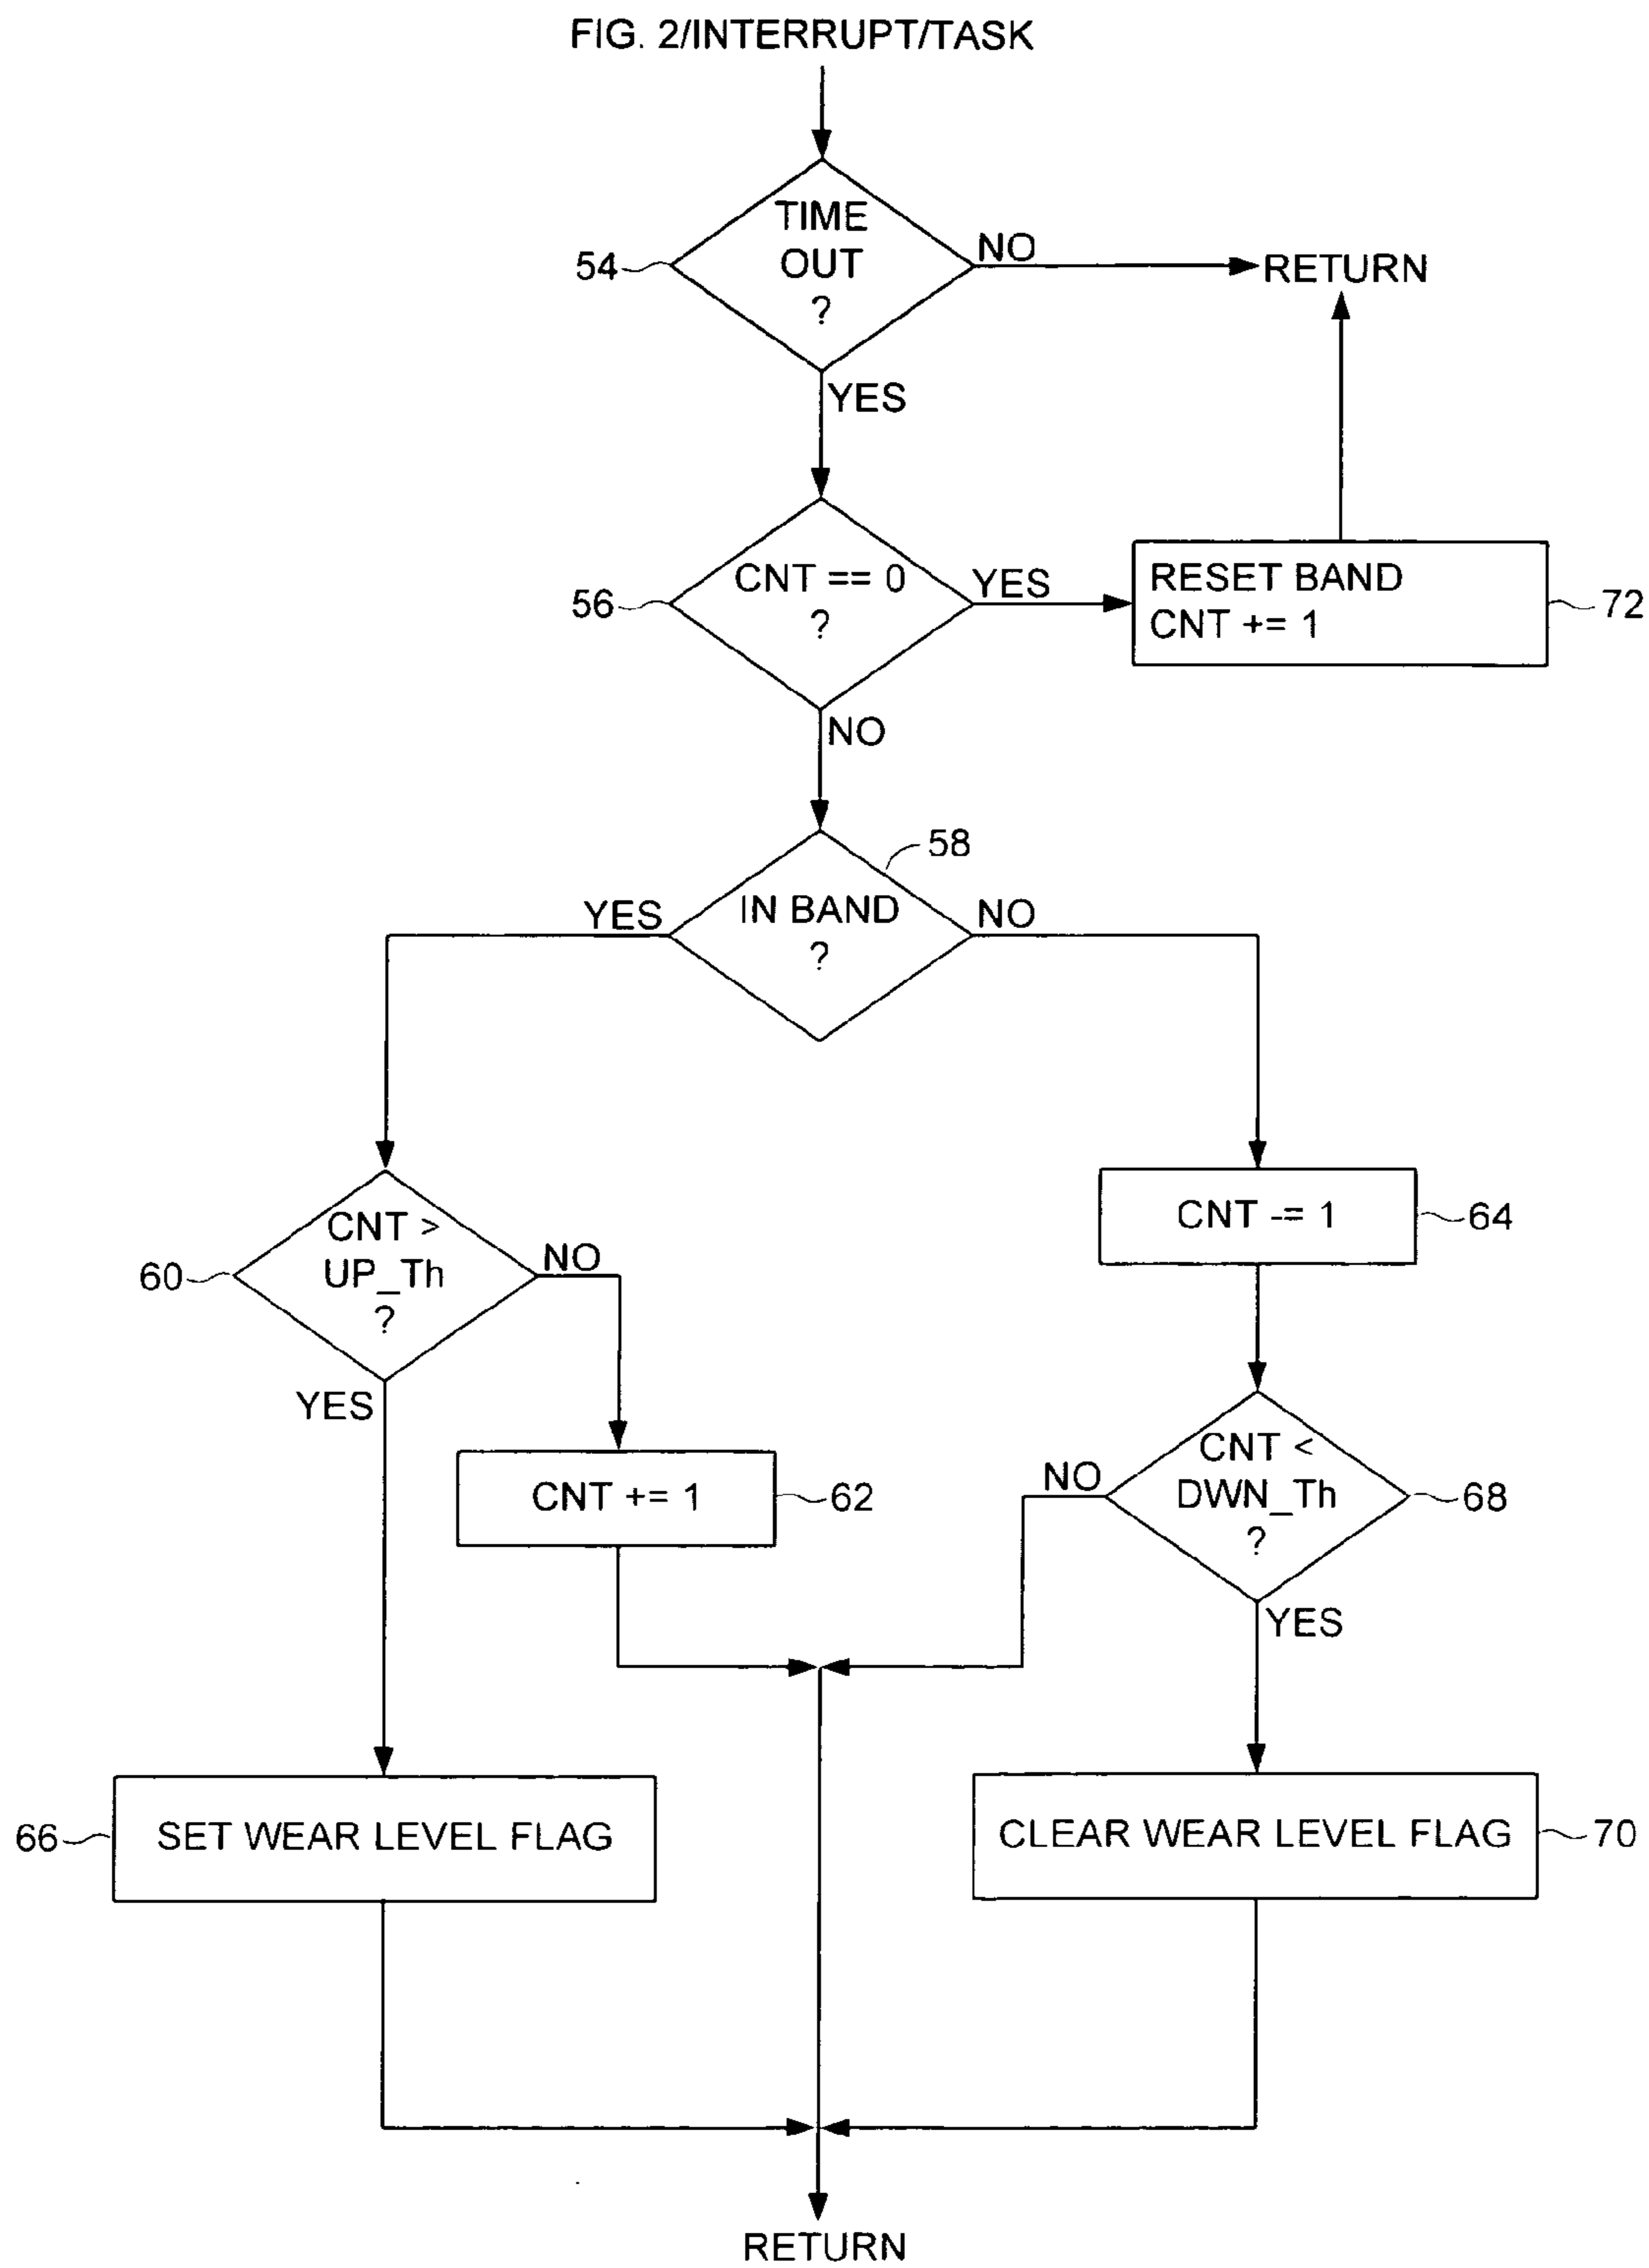 FIG. 2/INTERRUPT/TASK
TIME
OUT
?
54
NO
RETURN
YES
CNT == 0
?
56
YES
RESET BAND
CNT += 1
72
NO
58
IN BAND
?
YES
NO
CNT >
UP_Th
?
60
NO
YES
CNT -= 1
64
CNT += 1
62
CNT <
DWN_Th
?
NO
68
YES
66
SET WEAR LEVEL FLAG
CLEAR WEAR LEVEL FLAG
70
RETURN